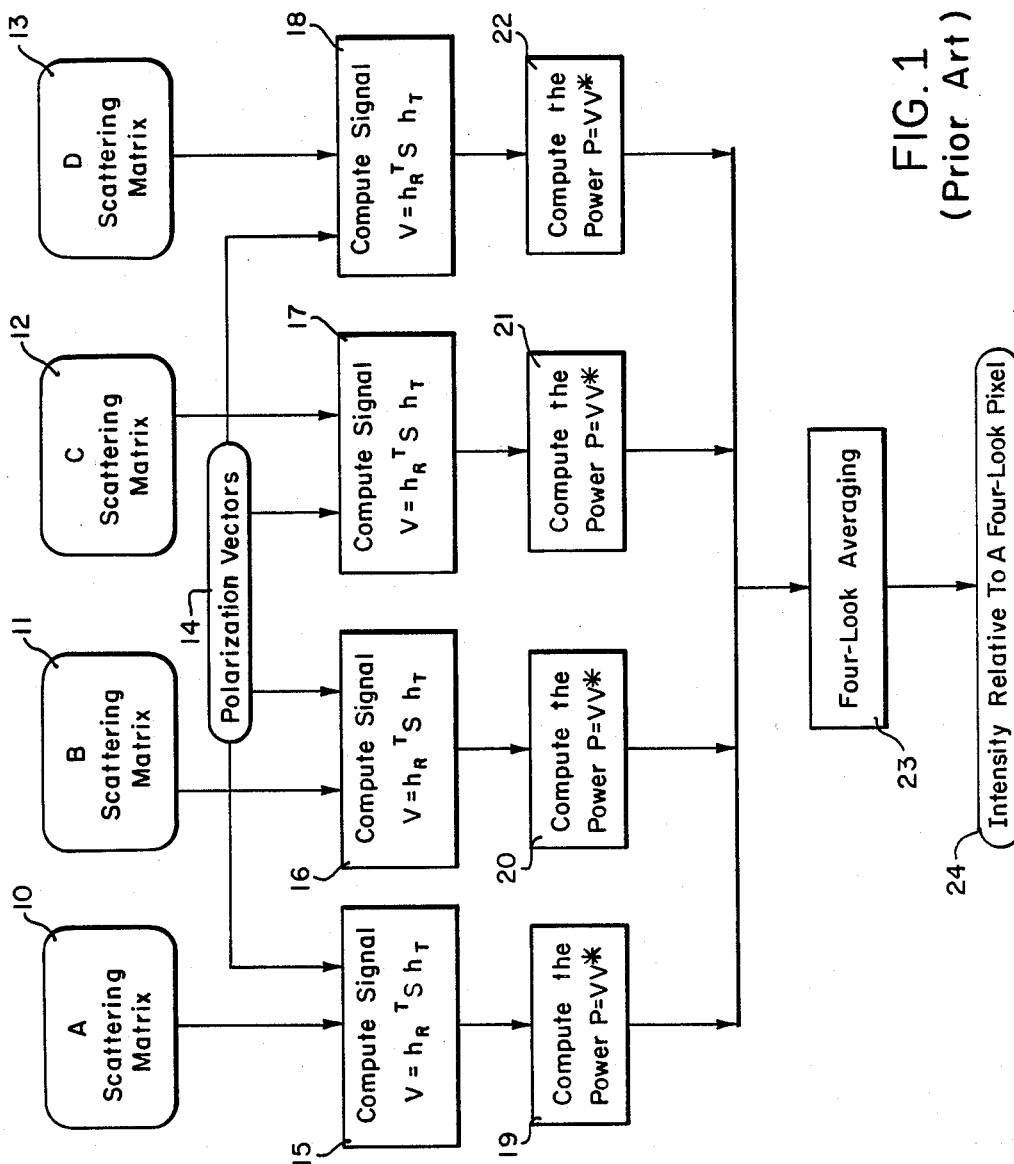 10
11
12
13
A
Scattering
Matrix
B
Scattering
Matrix
C
Scattering
Matrix
D
Scattering
Matrix
14
Polarization Vectors
15
16
17
18
Compute Signal
V = h_R^T S h_T
Compute Signal
V = h_R^T S h_T
Compute Signal
V = h_R^T S h_T
Compute Signal
V = h_R^T S h_T
19
20
21
22
Compute the
Power P=VV*
Compute the
Power P=VV*
Compute the
Power P=VV*
Compute the
Power P=VV*
Four-Look Averaging
23
24
Intensity Relative To A Four-Look Pixel
FIG. 1
(Prior Art)